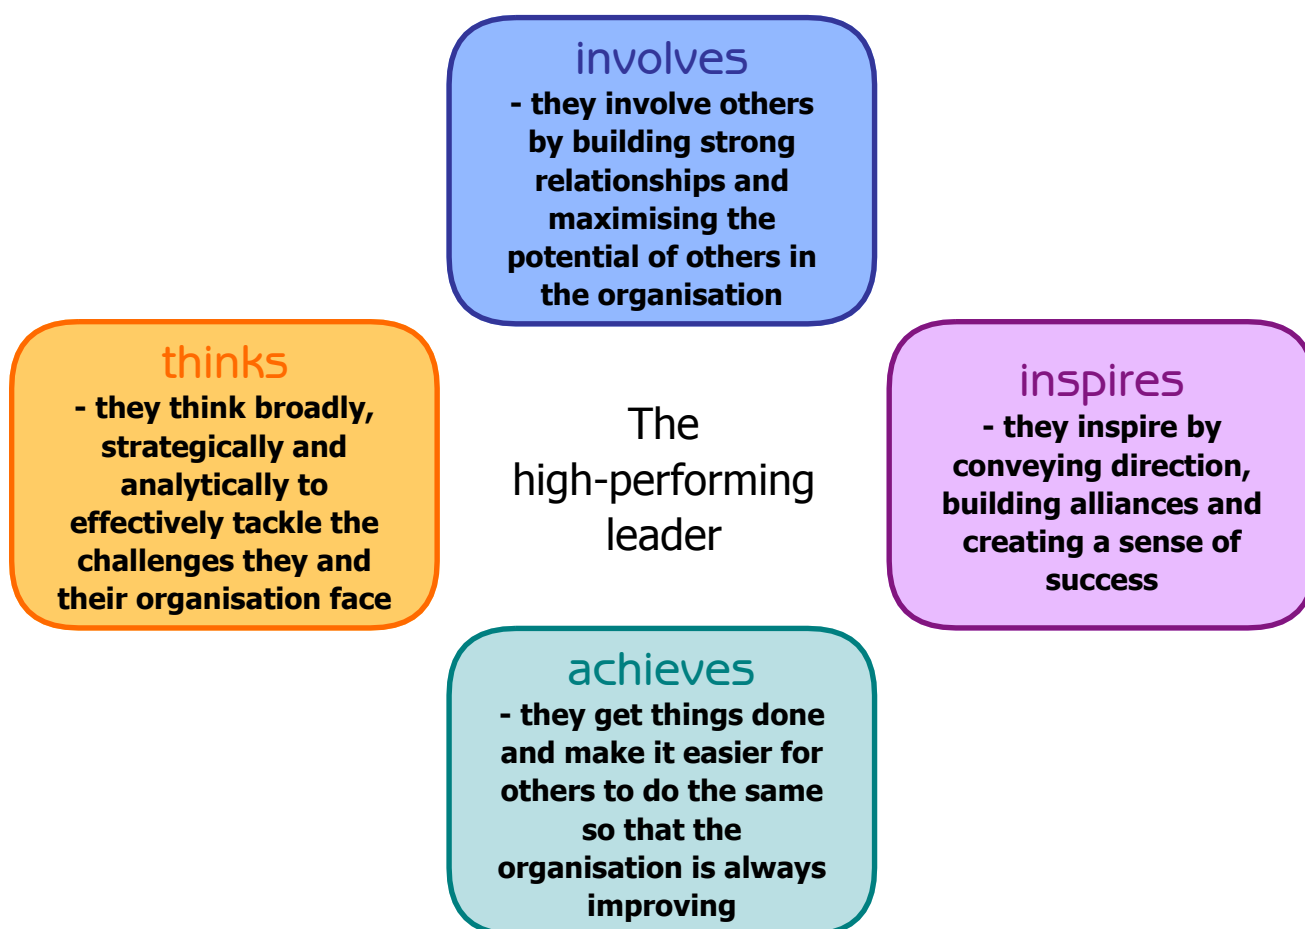 involves
- they involve others
by building strong
relationships and
maximising the
potential of others in
the organisation
thinks
- they think broadly,
strategically and
analytically to
effectively tackle the
challenges they and
their organisation face
The
high-performing
leader
inspires
- they inspire by
conveying direction,
building alliances and
creating a sense of
success
achieves
- they get things done
and make it easier for
others to do the same
so that the
organisation is always
improving